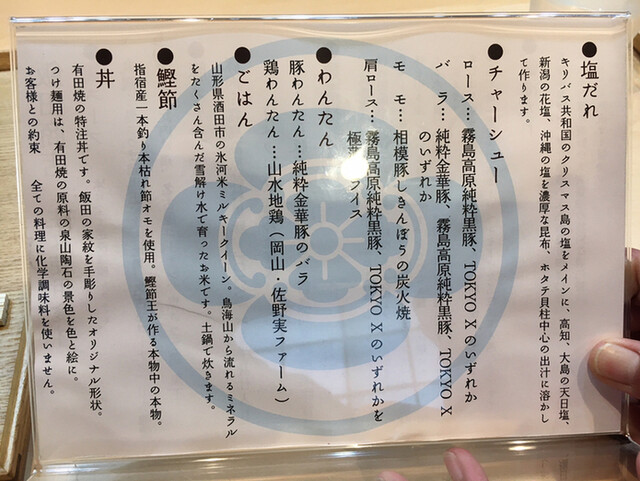 ●塩だれ
キリバス共和国のクリスマス島の塩をメインに、高知、大島の天日塩、
新潟の花塩、沖縄の塩を濃厚な昆布、ホタテ貝柱中心の出汁に溶かし
て作ります。
●チャーシュー
ロース…霧島高原純粋黒豚、TOKYO Xのいずれか
バラ…純粋金華豚、霧島高原純粋黒豚、TOKYO X
のいずれか
モモ…相模豚しきんぼうの炭火焼
肩ロース…霧島高原純粋黒豚、TOKYO Xのいずれかを
極 ライス
●わんたん
豚わんたん…純粋金華豚のバラ
鶏わんたん…山水地鶏(岡山・佐野実ファーム)
●ごはん
山形県酒田市の氷河米ミルキークイーン。鳥海山から流れるミネラル
をたくさん含んだ雪解け水で育ったお米です。土鍋で炊きます。
●鰹節
指宿産一本釣り本枯れ節オモを使用。鰹節王が作る本物中の本物。
●丼
有田焼の特注丼です。飯田の家紋を手彫りしたオリジナル形状。
つけ麺用は、有田焼の原料の泉山陶石の景色を色と絵に。
お客様との約束 全ての料理に化学調味料を使いません。